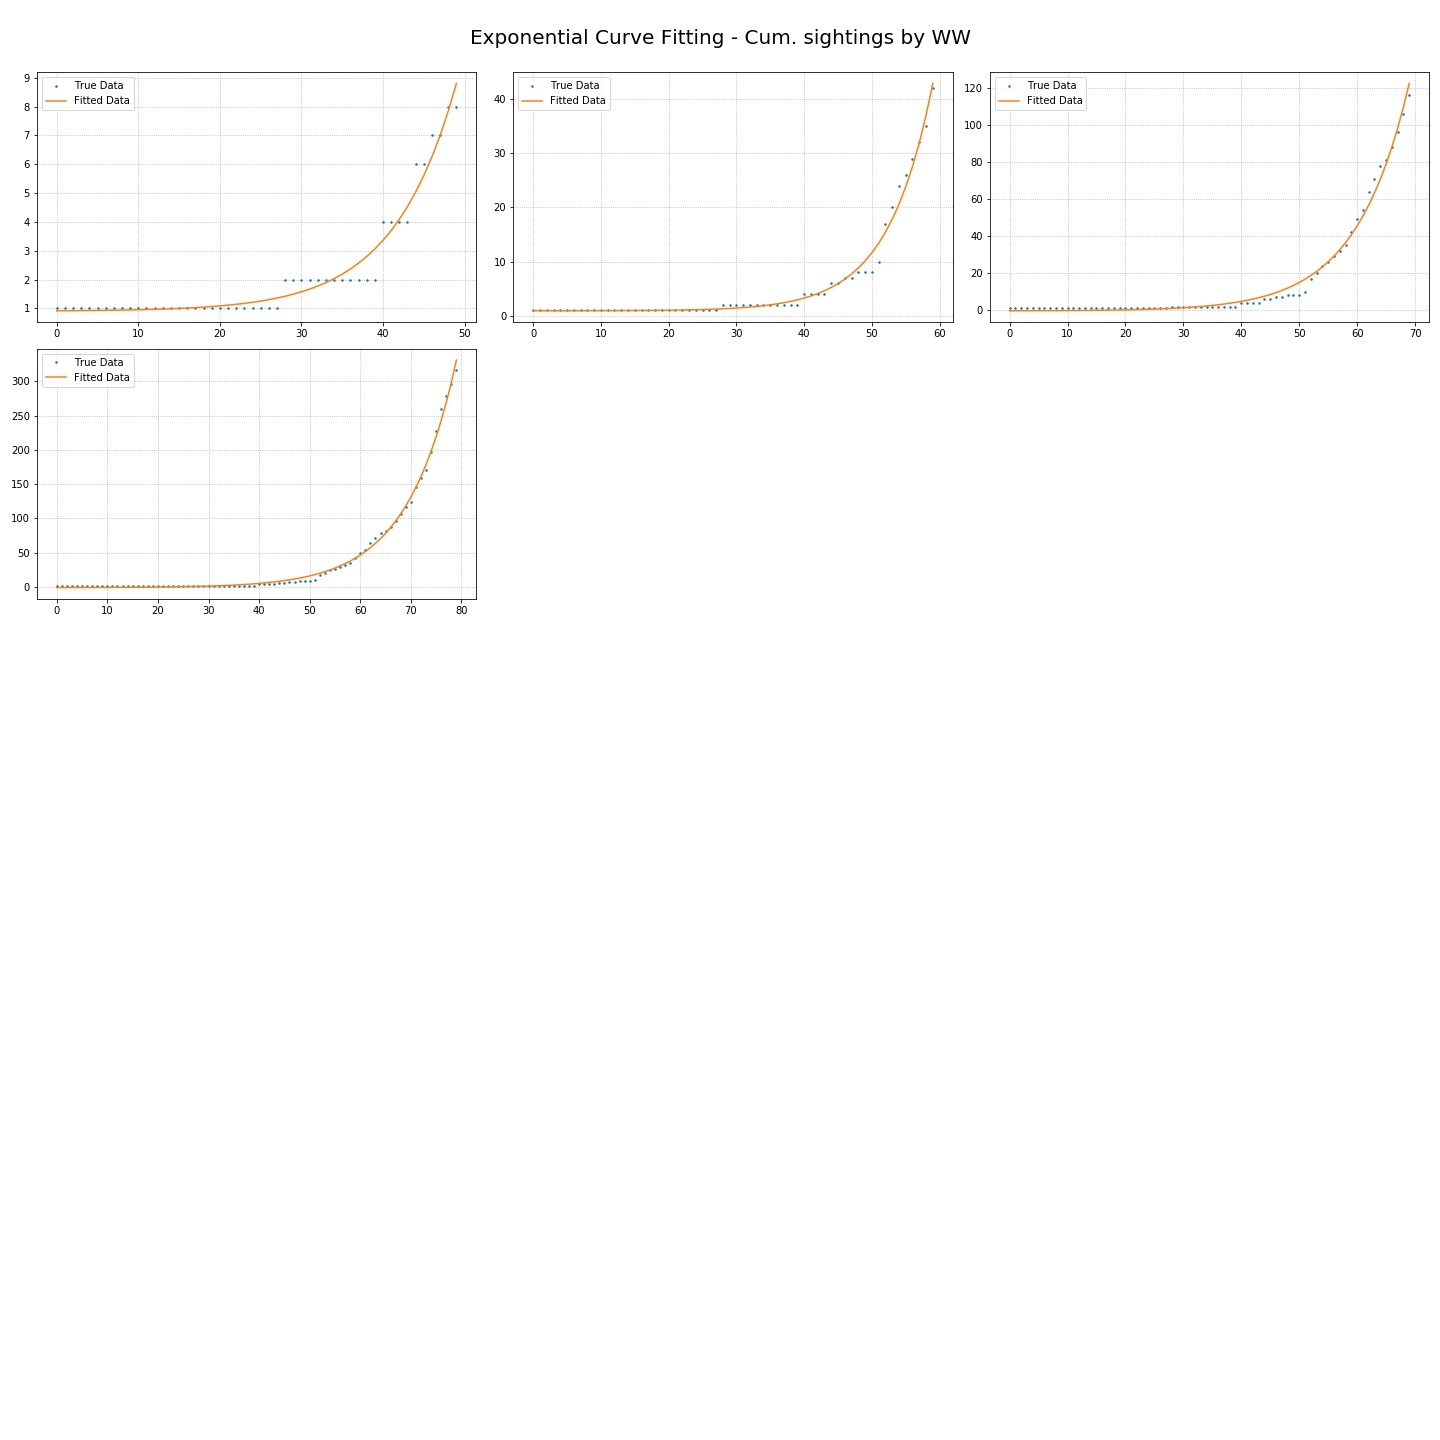 Exponential Curve Fitting - Cum. sightings by WW
True Data
Fitted Data
9
8
7
6
5
4
3
2
1
0 10 20 30 40 50
True Data
Fitted Data
40
30
20
10
0
0 10 20 30 40 50 60
True Data
Fitted Data
120
100
80
60
40
20
0
0 10 20 30 40 50 60 70
True Data
Fitted Data
300
250
200
150
100
50
0
0 10 20 30 40 50 60 70 80